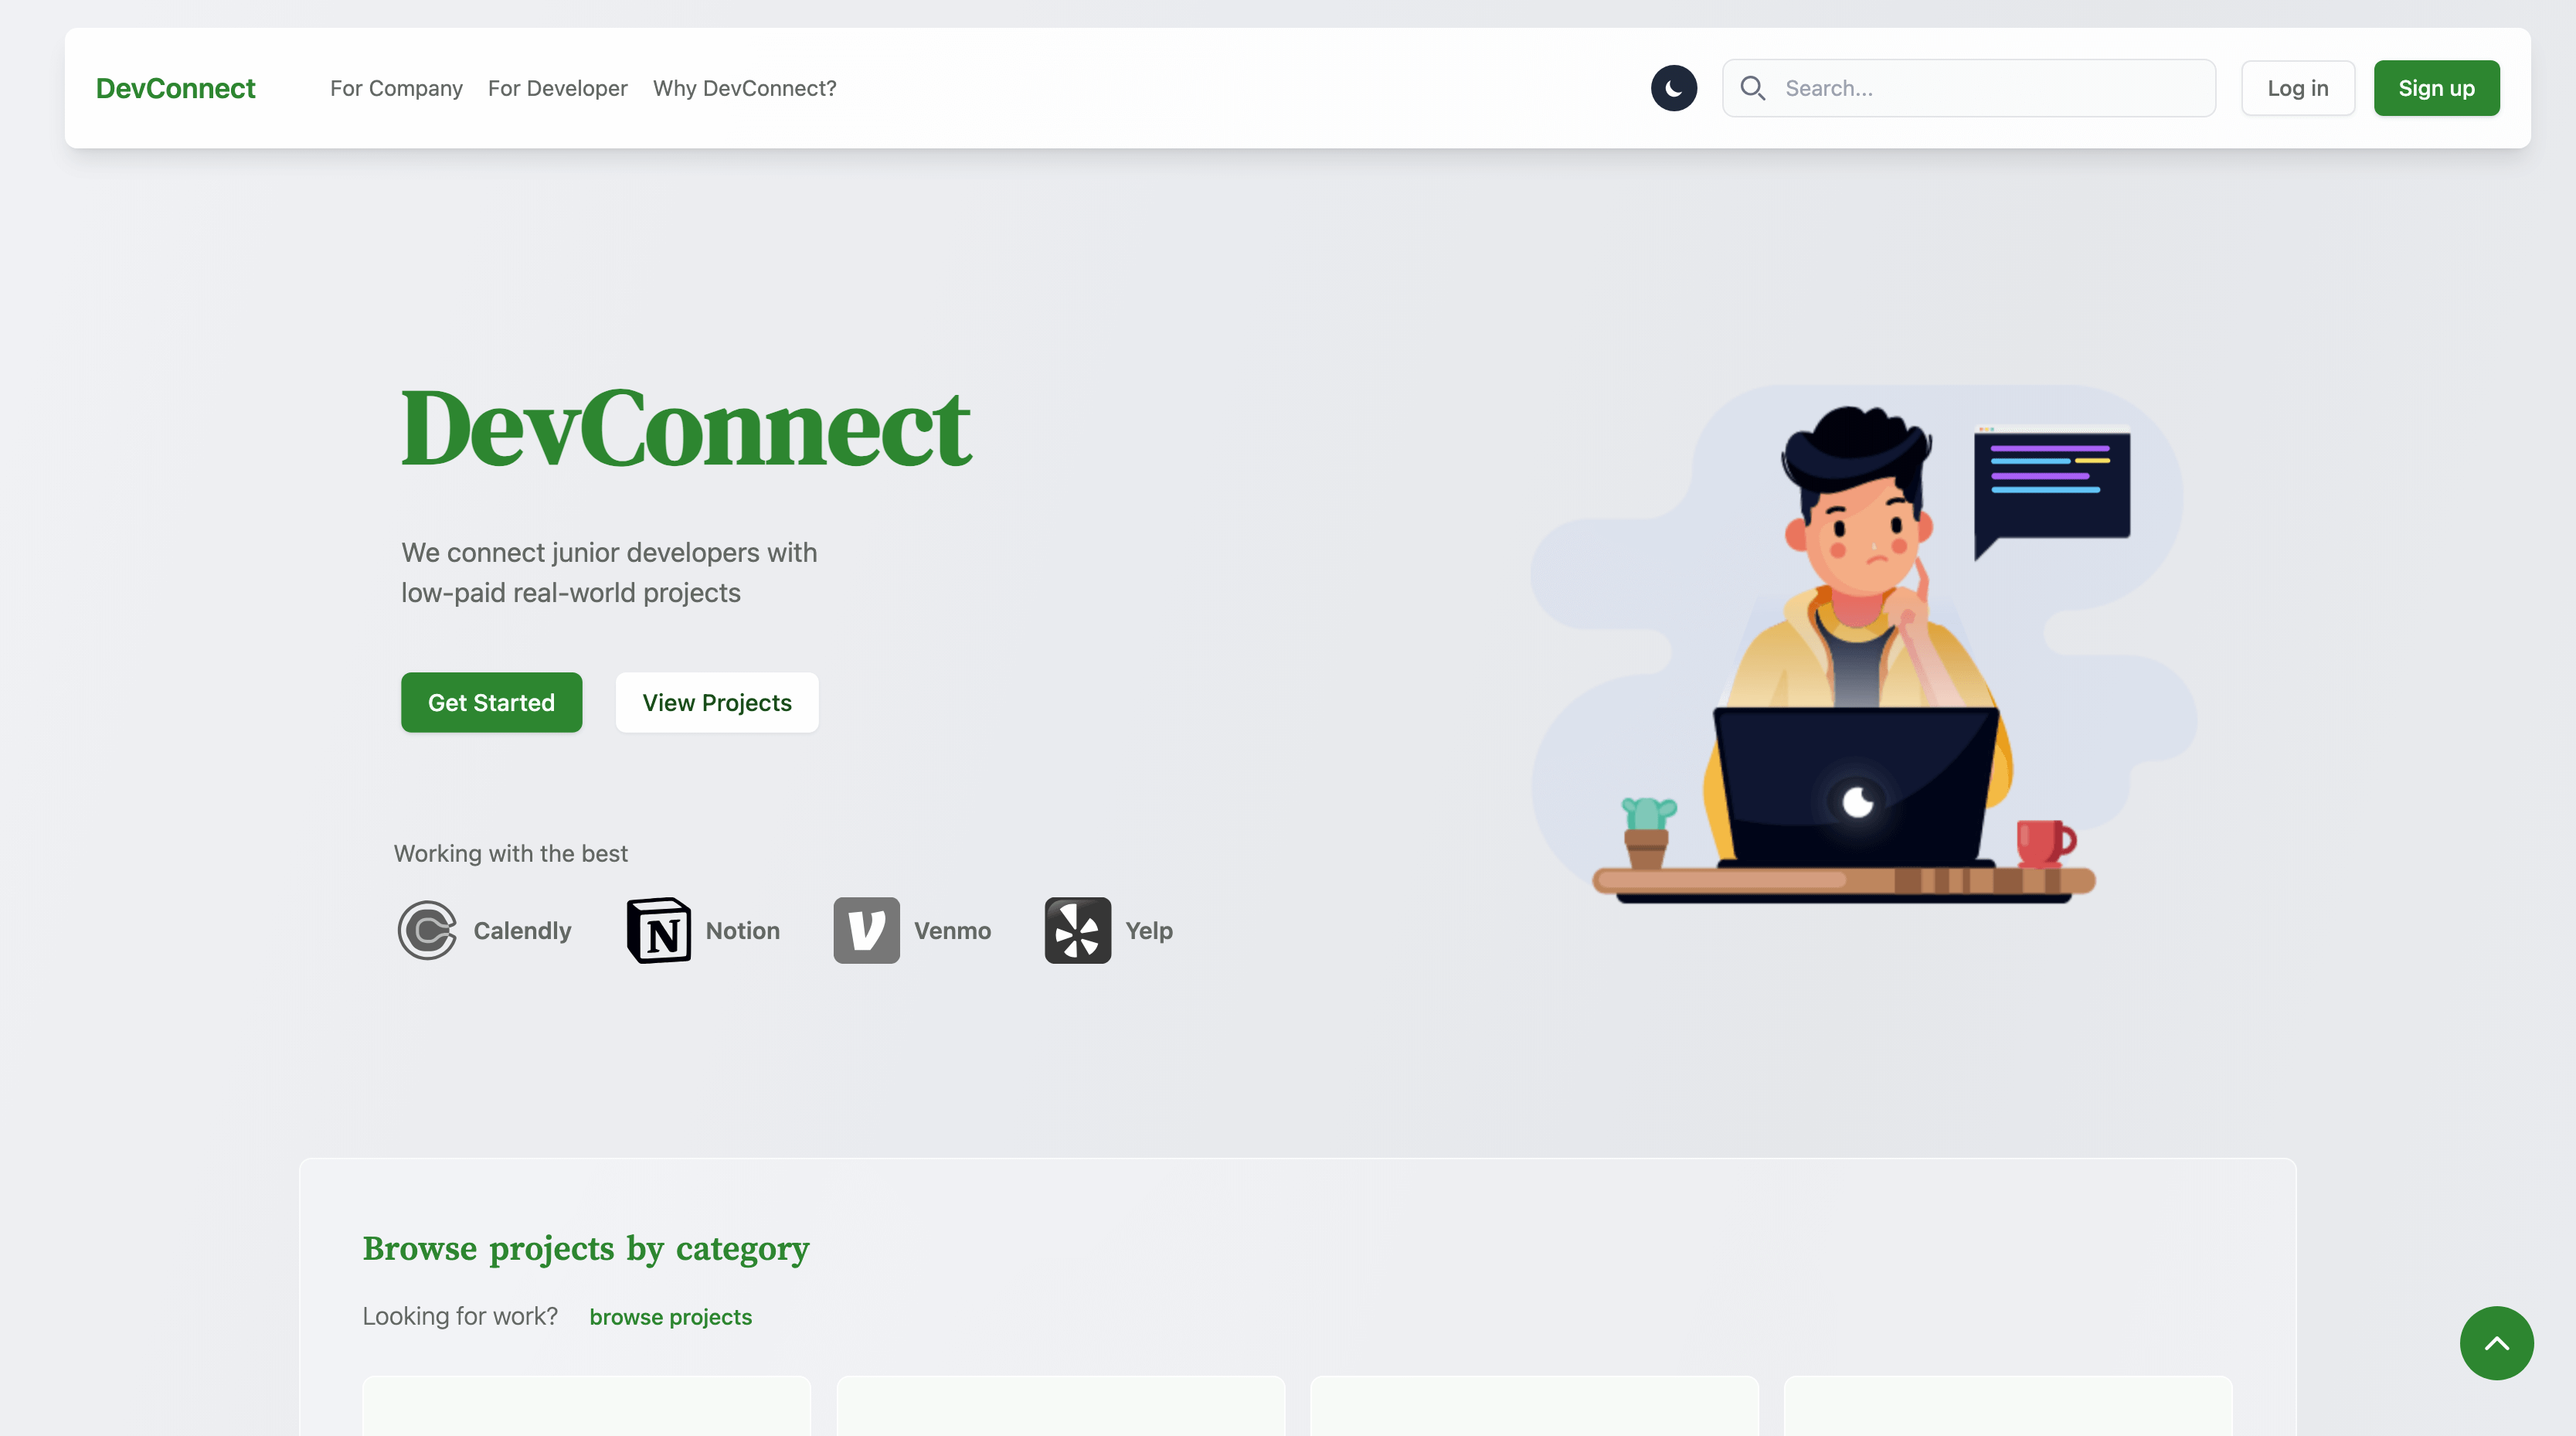 DevConnect For Company For Developer Why DevConnect? Search... Log in Sign up
DevConnect
We connect junior developers with
low-paid real-world projects
Get Started View Projects
Working with the best
Calendly Notion Venmo Yelp
Browse projects by category
Looking for work? browse projects